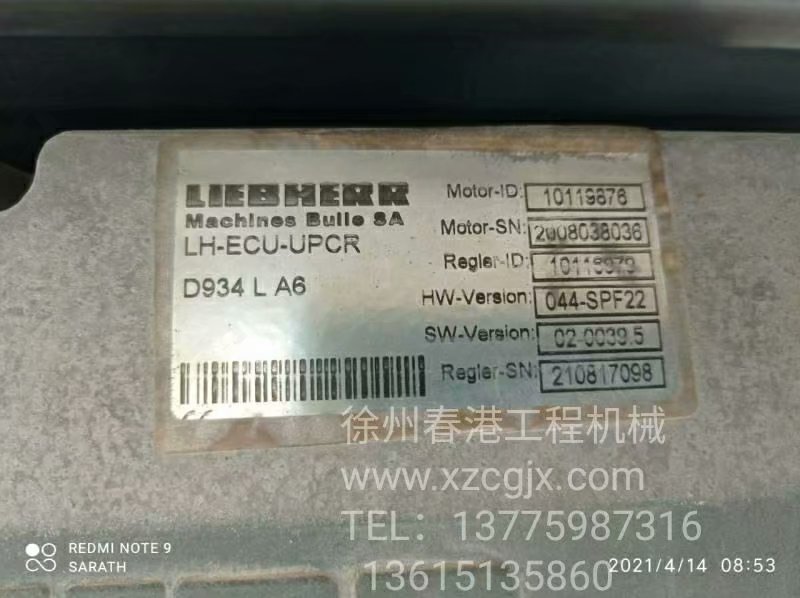 LIEBHERR
Machines Bulle SA
LH-ECU-UPCR
D934 L A6
Motor-ID: 10119876
Motor-SN: 2008038036
Regler-ID: 10118979
HW-Version: 044-SPF22
SW-Version: 02-0039.5
Regler-SN: 210817098
徐州春港工程机械
www.xzcgjx.com
TEL：13775987316
13615135860
REDMI NOTE 9
SARATH
2021/4/14 08:53